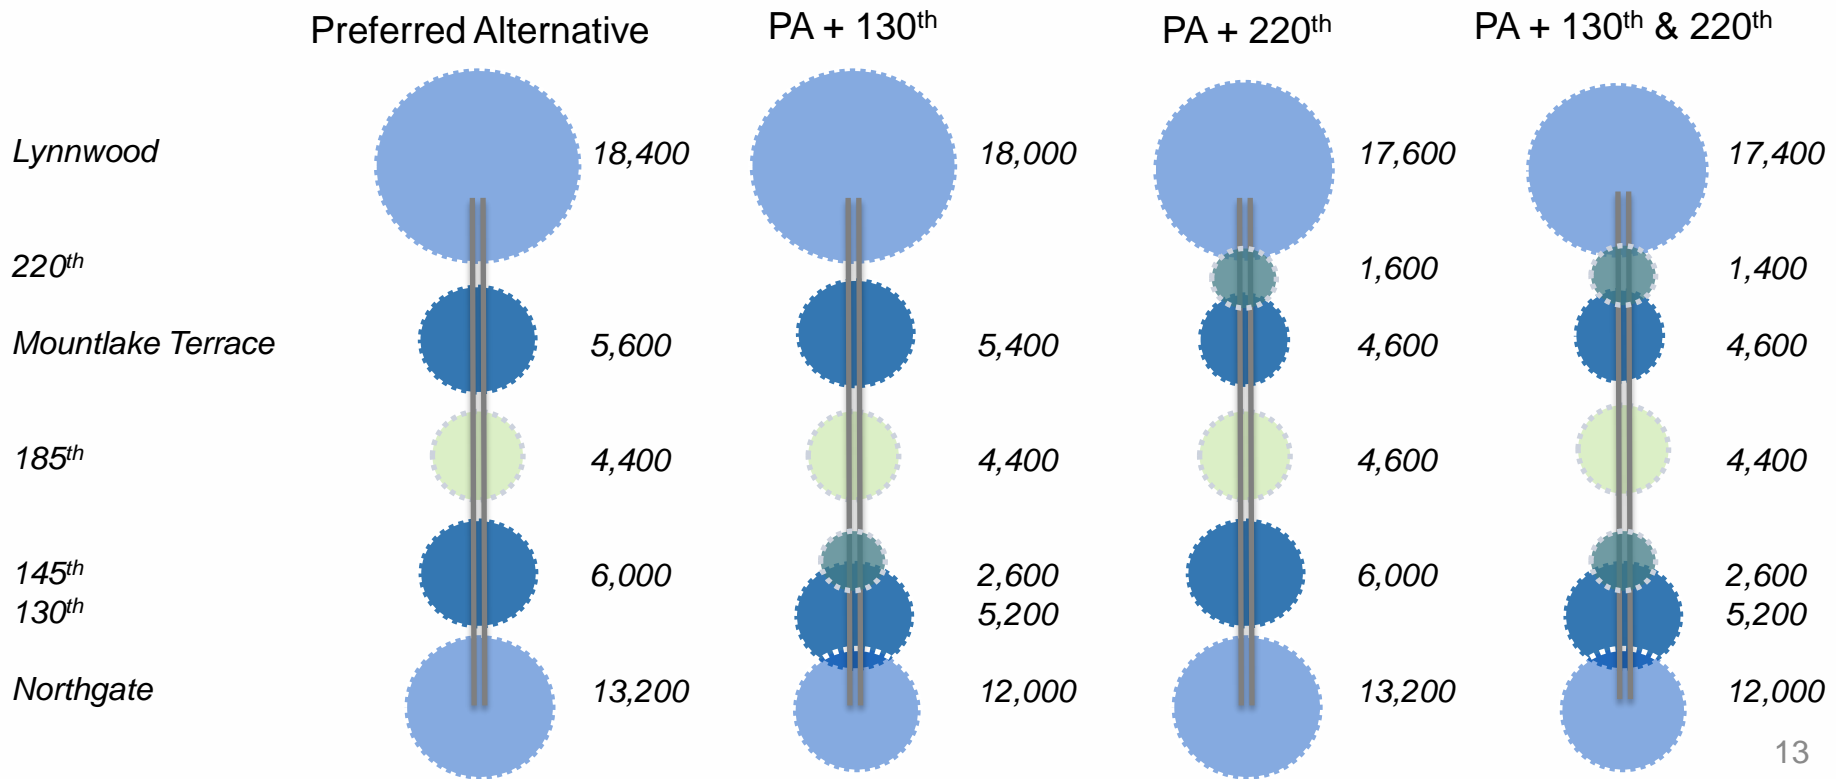 Preferred Alternative PA + 130th PA + 220th PA + 130th & 220th
Lynnwood 18,400 18,000 17,600 17,400
220th 1,600 1,400
Mountlake Terrace 5,600 5,400 4,600 4,600
185th 4,400 4,400 4,600 4,400
145th 6,000 2,600 6,000 2,600
130th 5,200 5,200
Northgate 13,200 12,000 13,200 12,000
13